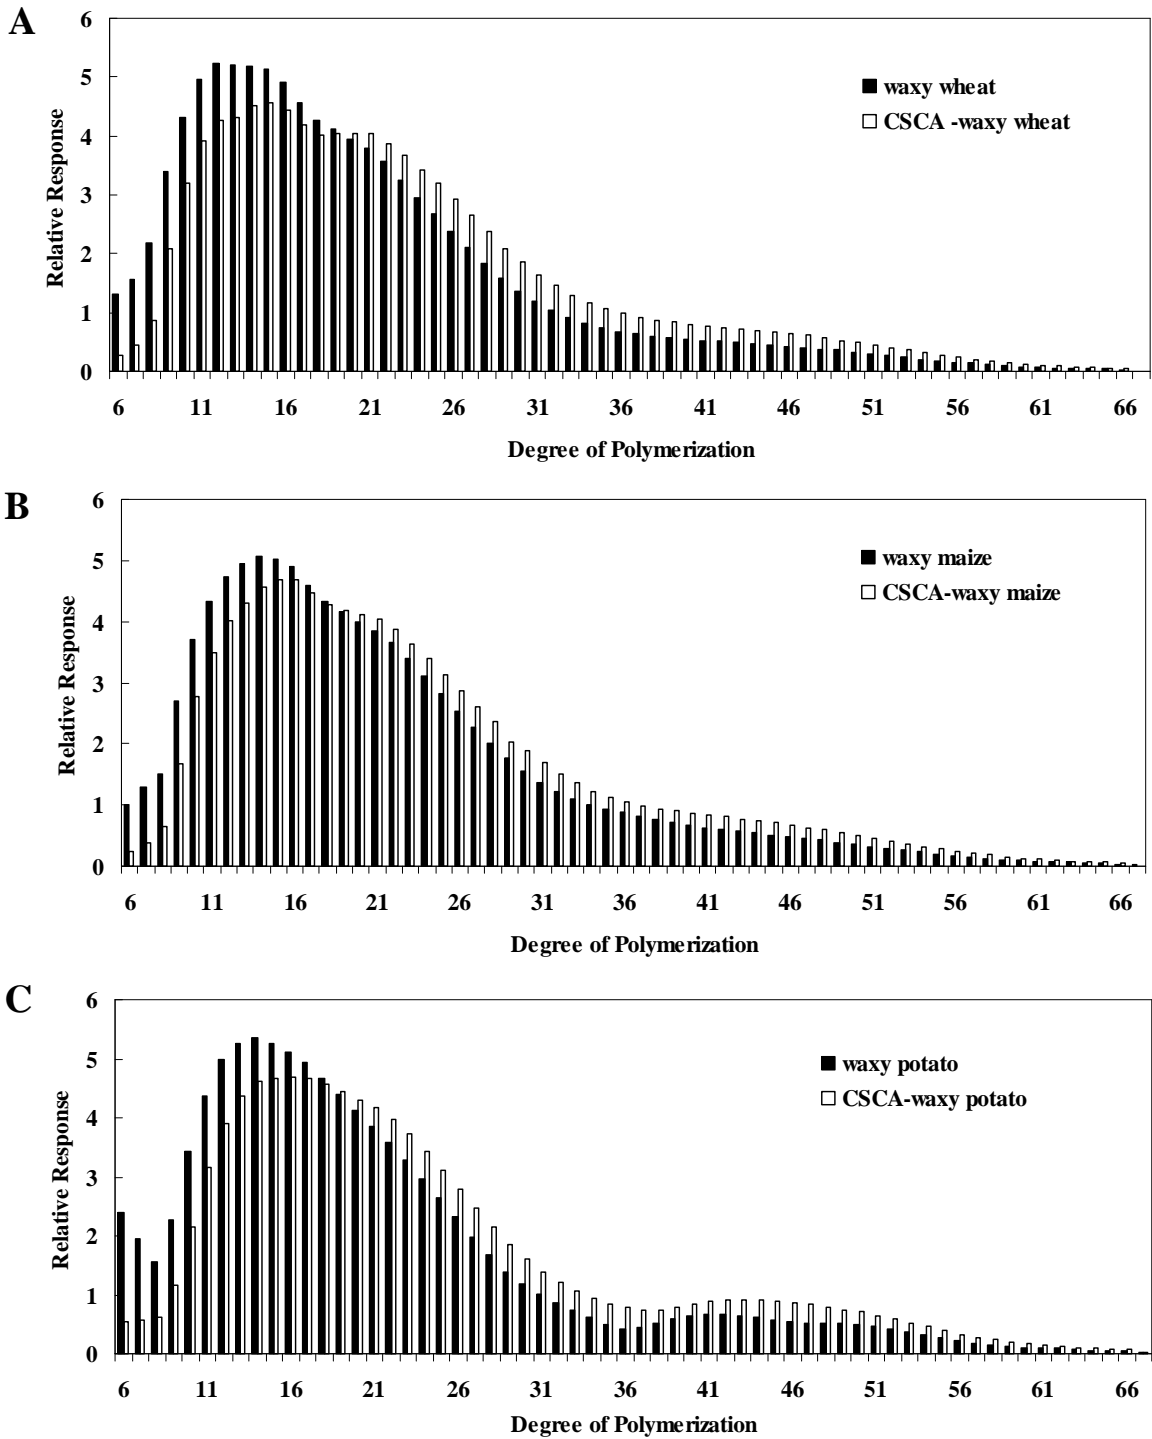 A
6
5
4
3
2
1
0
Relative Response
waxy wheat
CSCA -waxy wheat
6 11 16 21 26 31 36 41 46 51 56 61 66
Degree of Polymerization
B
6
5
4
3
2
1
0
Relative Response
waxy maize
CSCA-waxy maize
6 11 16 21 26 31 36 41 46 51 56 61 66
Degree of Polymerization
C
6
5
4
3
2
1
0
Relative Response
waxy potato
CSCA-waxy potato
6 11 16 21 26 31 36 41 46 51 56 61 66
Degree of Polymerization